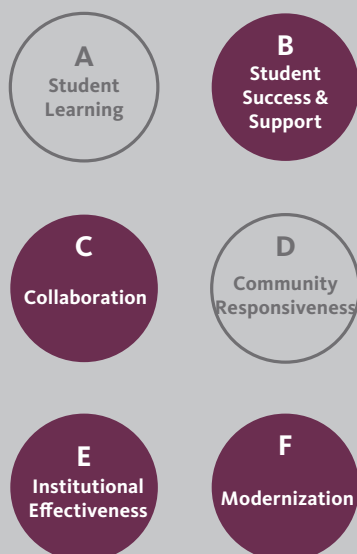 A
Student
Learning
B
Student
Success &
Support
C
Collaboration
D
Community
Responsiveness
E
Institutional
Effectiveness
F
Modernization